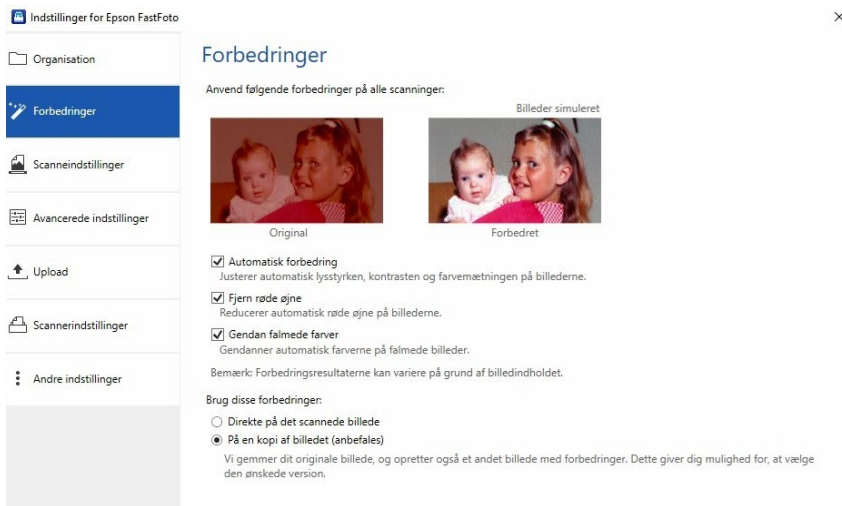 Indstillinger for Epson FastFoto
Organisation
Forbedringer
Scanneindstillinger
Avancerede indstillinger
Upload
Scannerindstillinger
Andre indstillinger
Forbedringer
Anvend følgende forbedringer på alle scanninger:
Billeder simuleret
Original
Forbedret
Automatisk forbedring
Justerer automatisk lysstyrken, kontrasten og farvemætningen på billederne.
Fjern røde øjne
Reducerer automatisk røde øjne på billederne.
Gendan falmede farver
Gendanner automatisk farverne på falmede billeder.
Bemærk: Forbedringsresultaterne kan variere på grund af billedindholdet.
Brug disse forbedringer:
Direkte på det scannede billede
På en kopi af billedet (anbefales)
Vi gemmer dit originale billede, og opretter også et andet billede med forbedringer. Dette giver dig mulighed for, at vælge
den ønskede version.